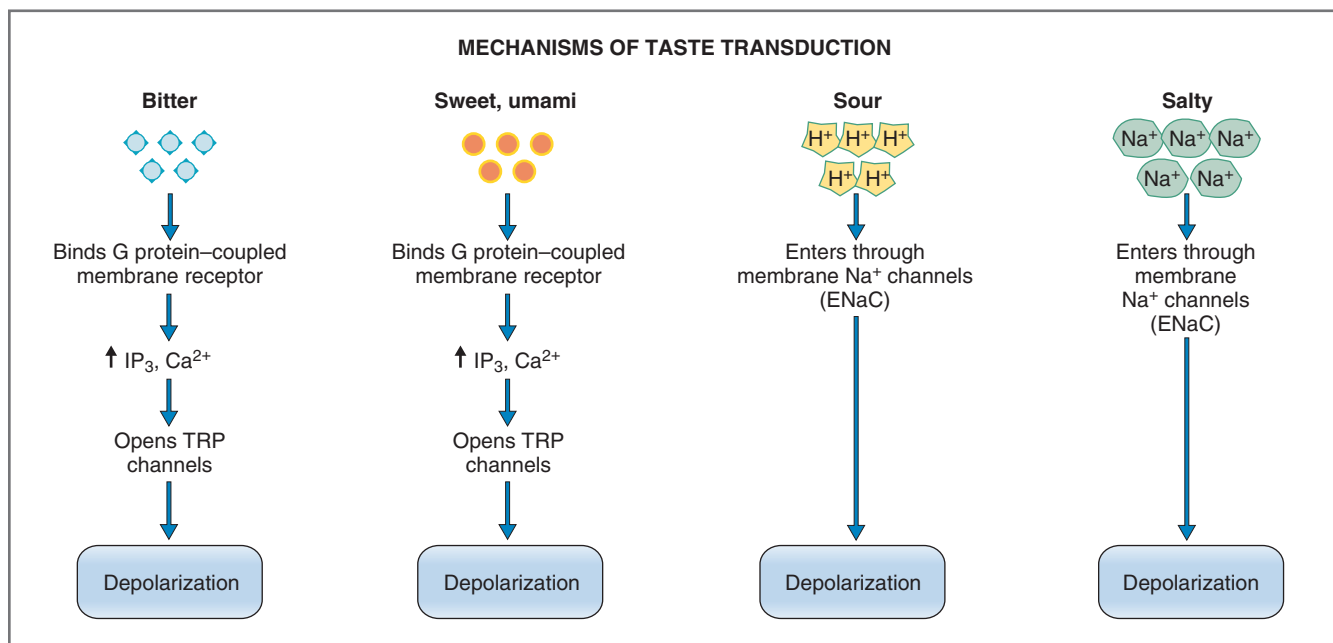 MECHANISMS OF TASTE TRANSDUCTION
Bitter
Binds G protein–coupled
membrane receptor
↑ IP₃, Ca²⁺
Opens TRP
channels
Depolarization
Sweet, umami
Binds G protein–coupled
membrane receptor
↑ IP₃, Ca²⁺
Opens TRP
channels
Depolarization
Sour
H⁺ H⁺ H⁺
H⁺ H⁺
Enters through
membrane Na⁺ channels
(ENaC)
Depolarization
Salty
Na⁺ Na⁺ Na⁺
Na⁺ Na⁺
Enters through
membrane
Na⁺ channels
(ENaC)
Depolarization